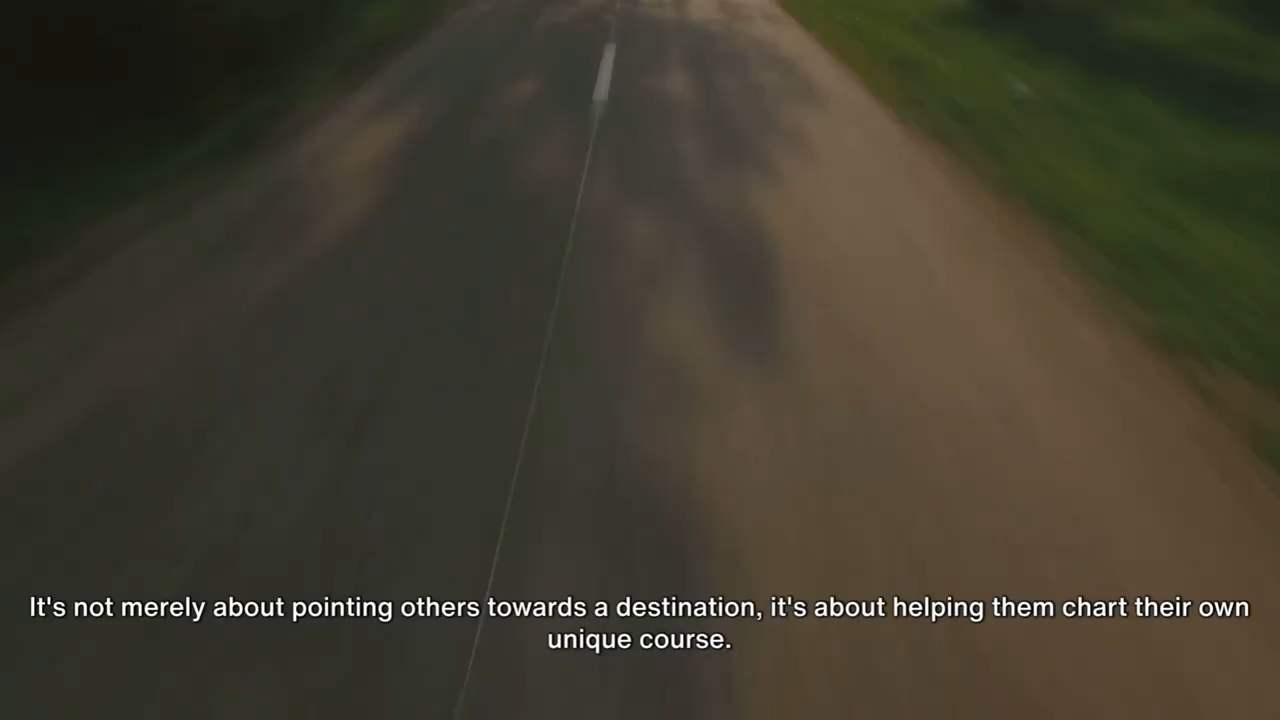 It's not merely about pointing others towards a destination, it's about helping them chart their own
unique course.